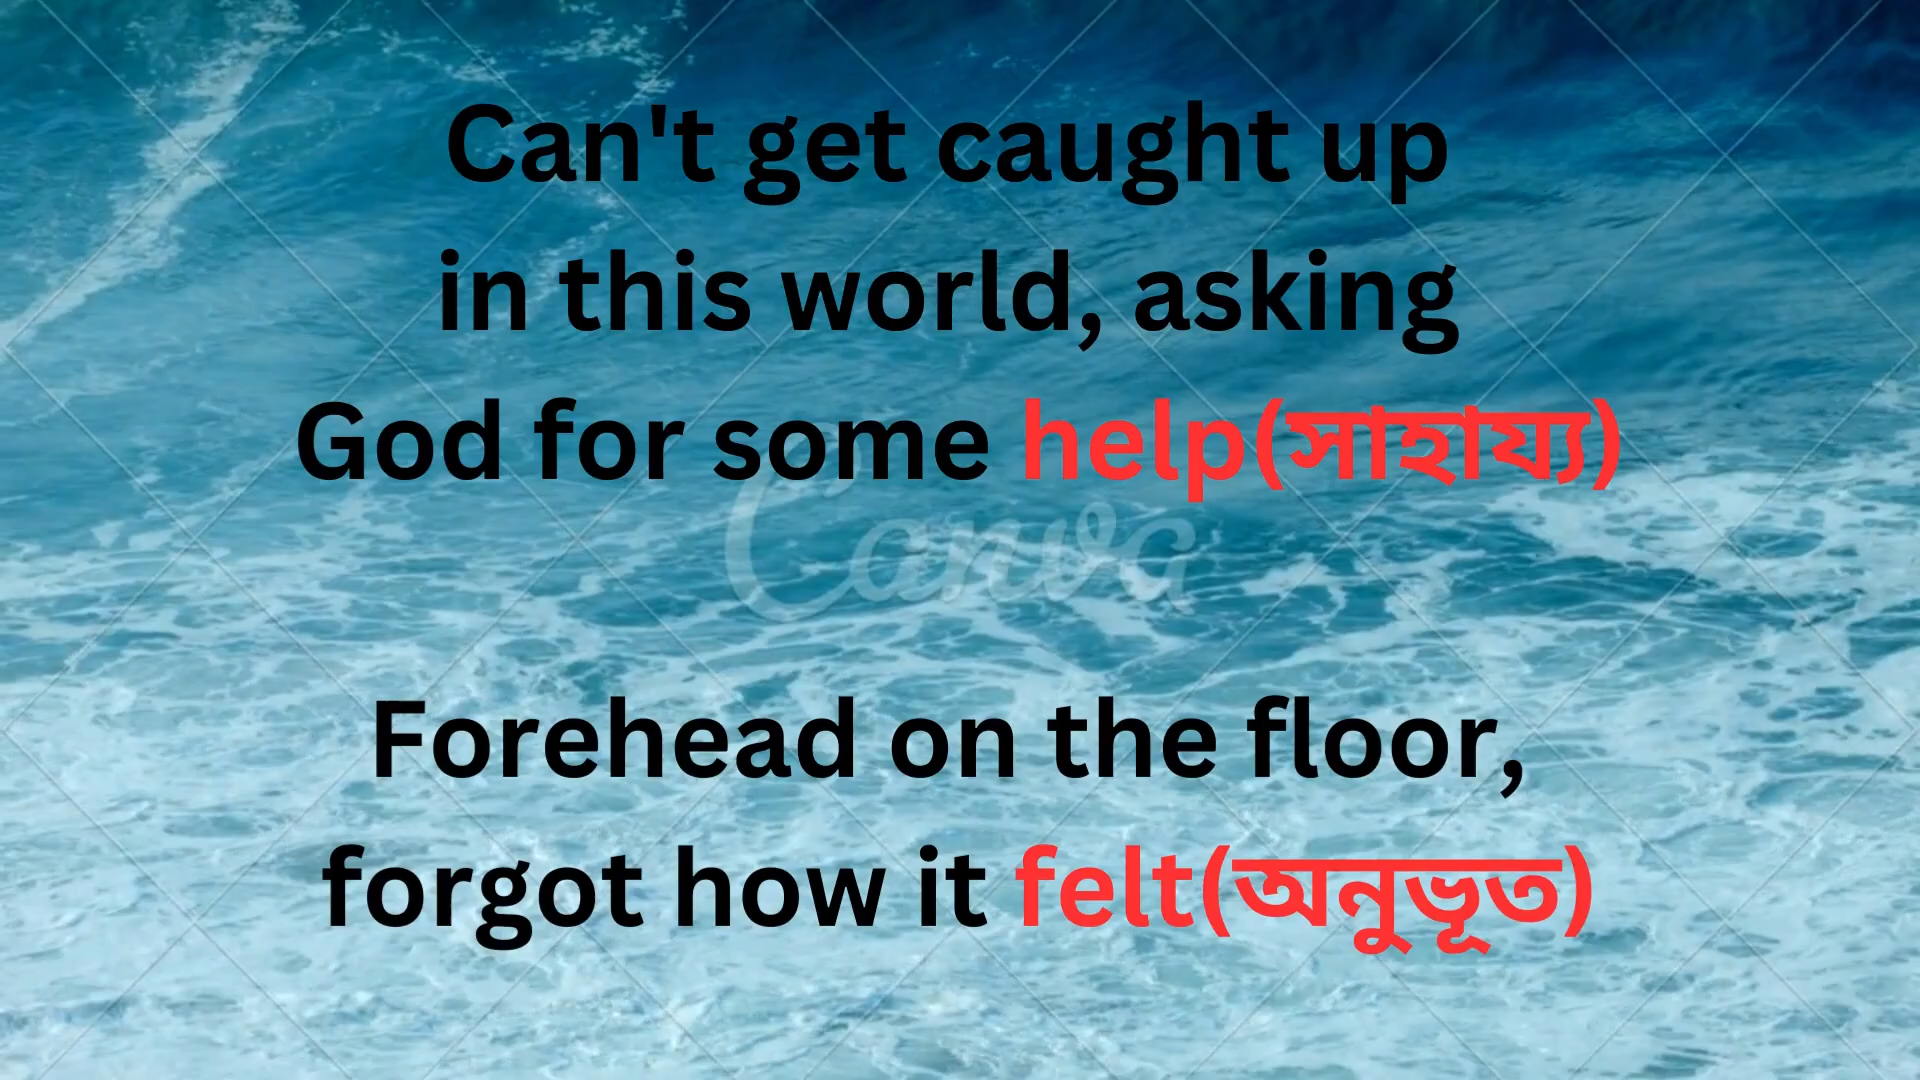 Can't get caught up
in this world, asking
God for some help(সাহায্য)
Canva
Forehead on the floor,
forgot how it felt(অনুভূত)